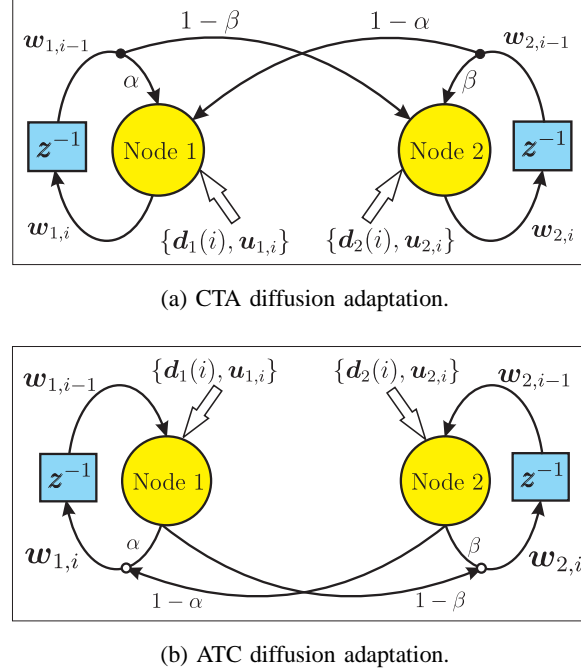 1 − β 1 − α
w1,i−1 w2,i−1
α β
z−1 Node 1 Node 2 z−1
w1,i w2,i
{d1(i), u1,i} {d2(i), u2,i}
(a) CTA diffusion adaptation.
{d1(i), u1,i} {d2(i), u2,i}
w1,i−1 w2,i−1
z−1 Node 1 Node 2 z−1
α β
w1,i w2,i
1 − α 1 − β
(b) ATC diffusion adaptation.